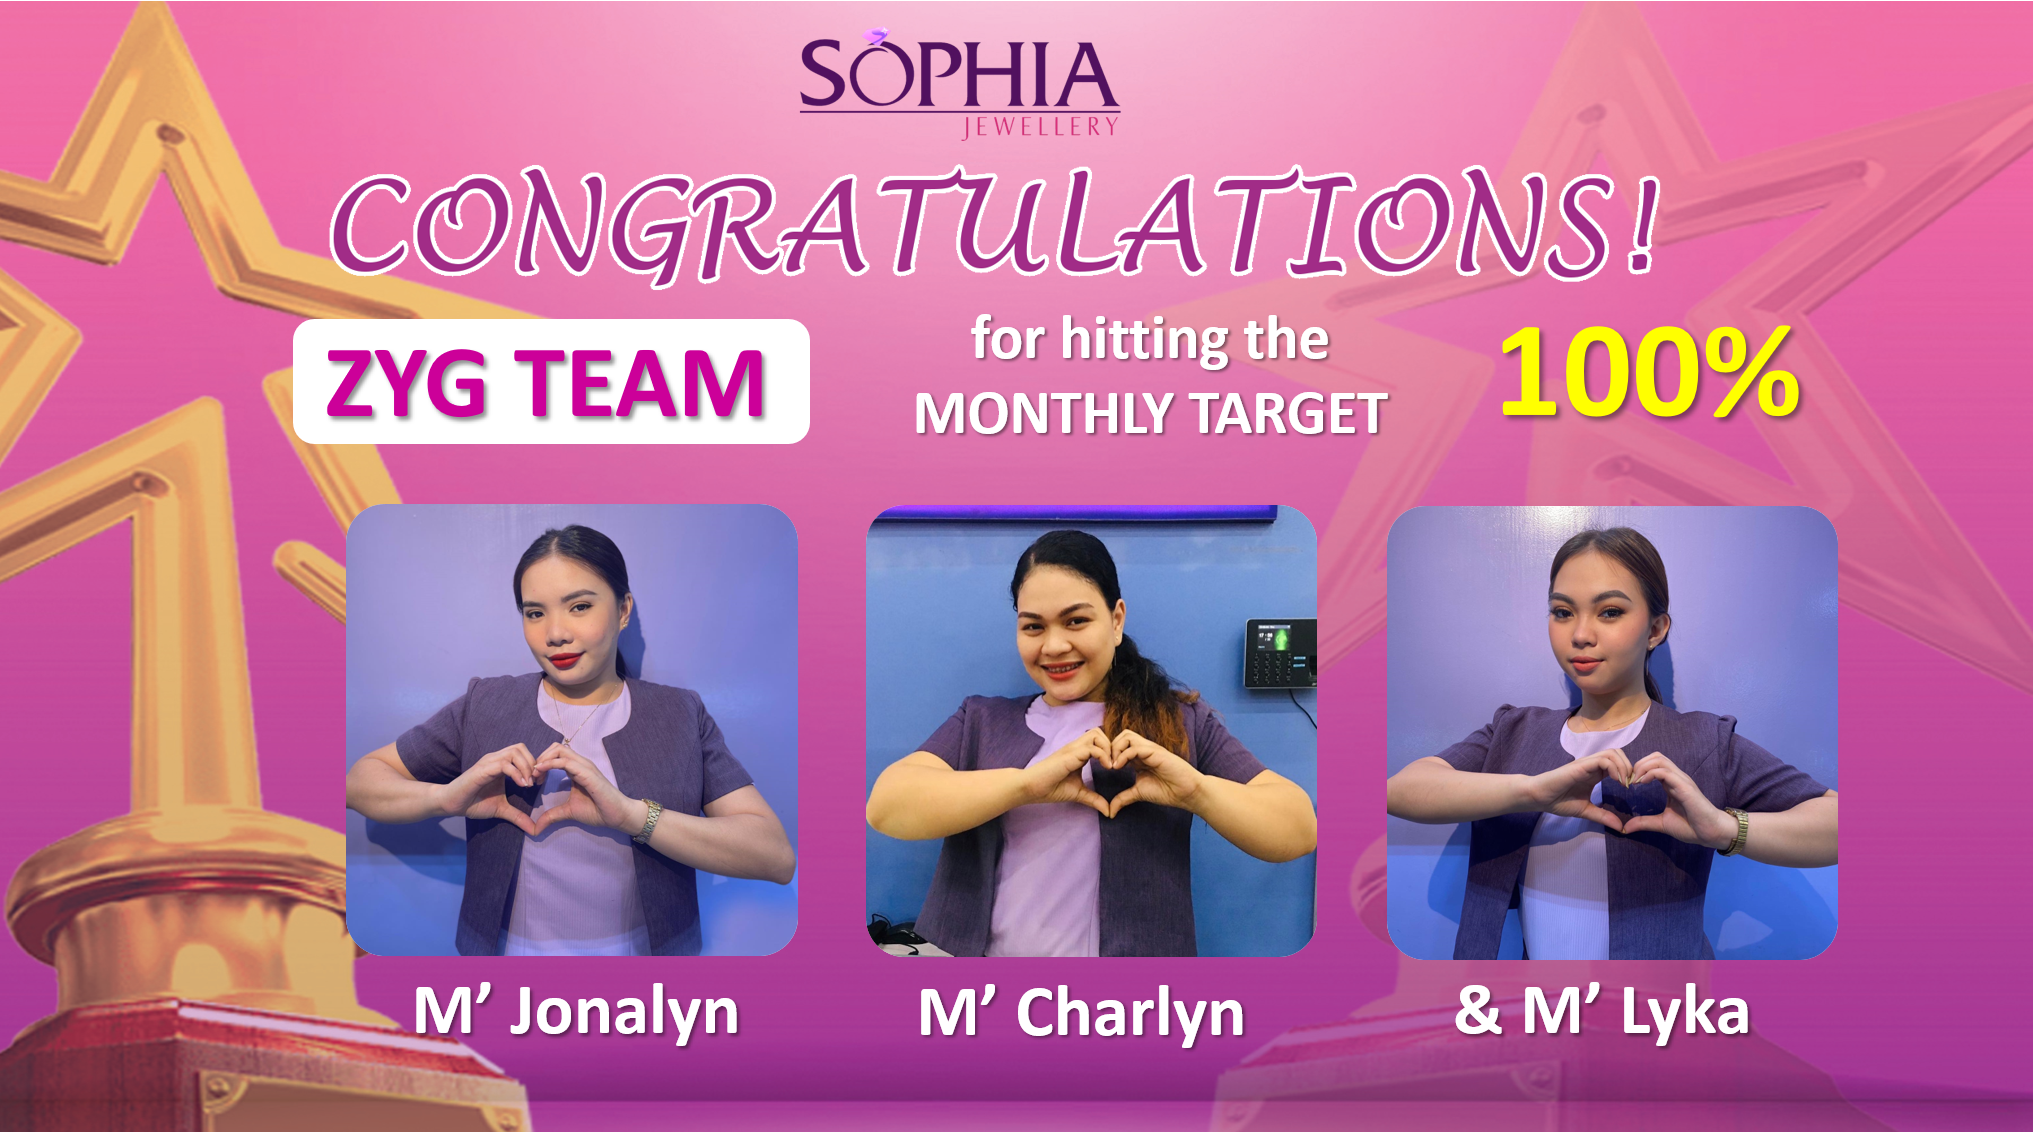 SOPHIA
JEWELLERY
CONGRATULATIONS!
ZYG TEAM
for hitting the
MONTHLY TARGET
100%
M’ Jonalyn
M’ Charlyn
& M’ Lyka